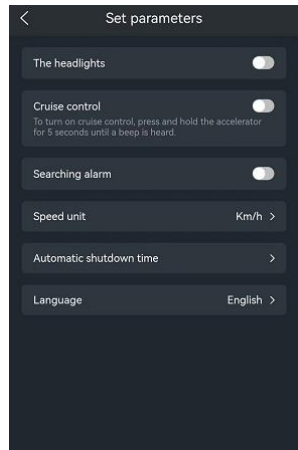 Set parameters
The headlights
Cruise control
To turn on cruise control, press and hold the accelerator
for 5 seconds until a beep is heard.
Searching alarm
Speed unit Km/h
Automatic shutdown time
Language English